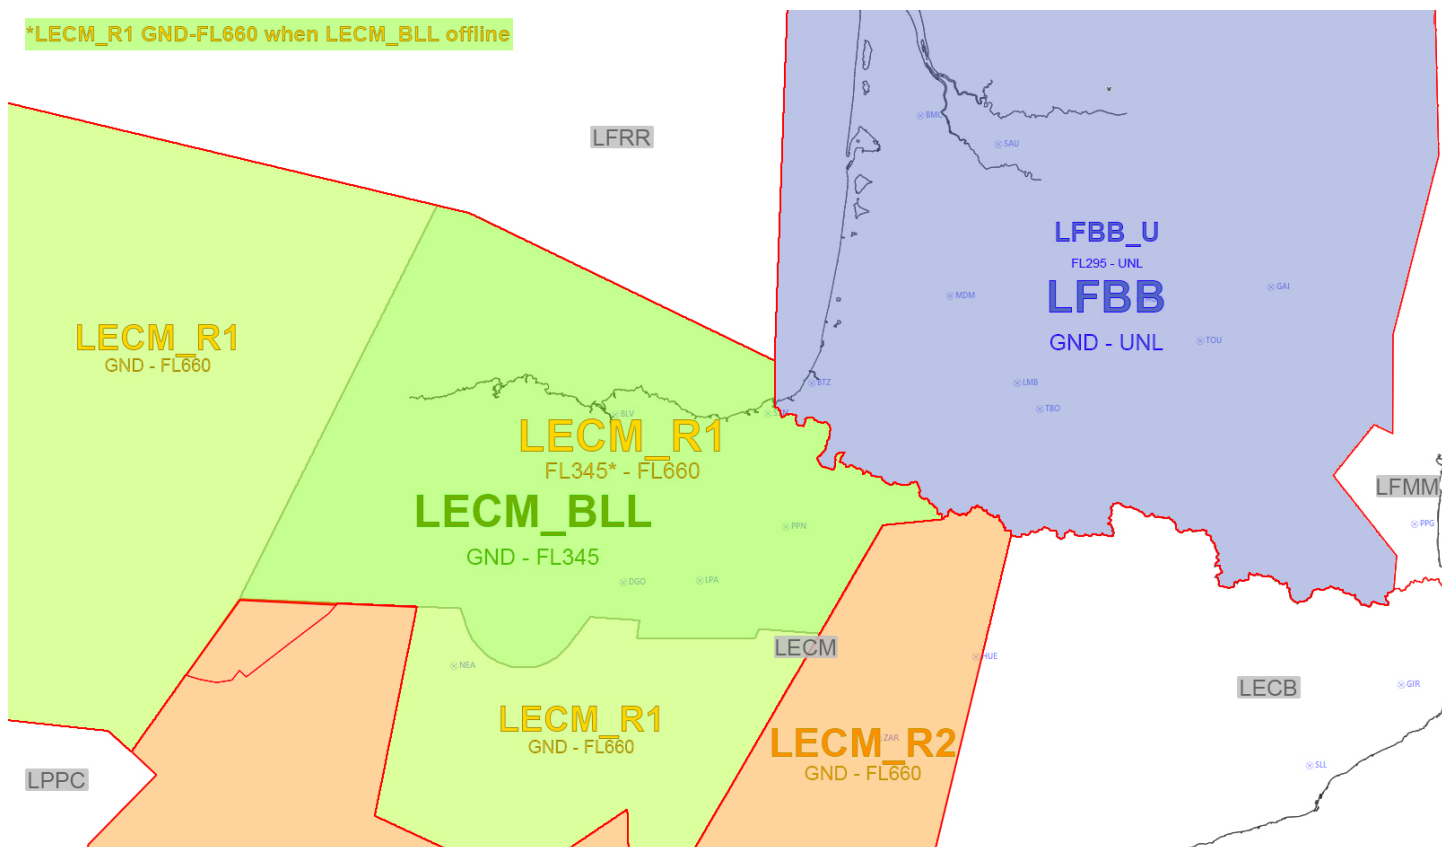 *LECM_R1 GND-FL660 when LECM_BLL offline
LFRR
BMC
SAU
LFBB_U
FL295 - UNL
LFBB
GND - UNL
MDM
GAI
TOU
LECM_R1
GND - FL660
BTZ
LMB
TBO
BLV
LECM_R1
FL345* - FL660
LECM_BLL
GND - FL345
LFMM
PPG
PPN
DGO
LPA
LECM
NEA
HUE
LECB
GIR
LECM_R1
GND - FL660
ZAR
LECM_R2
GND - FL660
LPPC
SLL